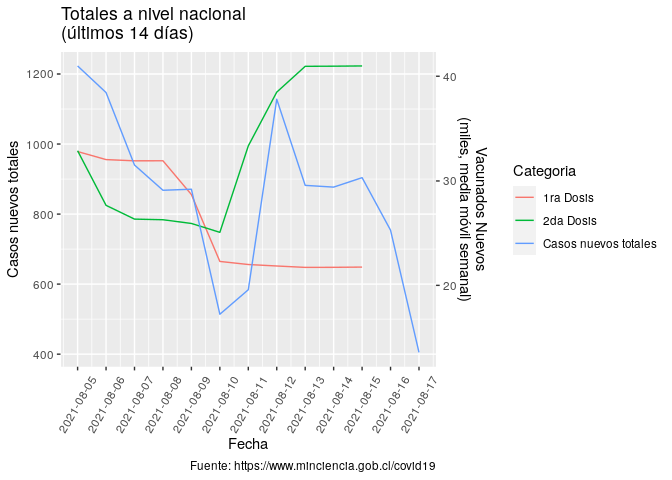 Totales a nivel nacional
(últimos 14 días)
Casos nuevos totales
1200
1000
800
600
400
40
30
20
Vacunados Nuevos
(miles, media móvil semanal)
2021-08-05
2021-08-06
2021-08-07
2021-08-08
2021-08-09
2021-08-10
2021-08-11
2021-08-12
2021-08-13
2021-08-14
2021-08-15
2021-08-16
2021-08-17
Fecha
Categoria
1ra Dosis
2da Dosis
Casos nuevos totales
Fuente: https://www.minciencia.gob.cl/covid19